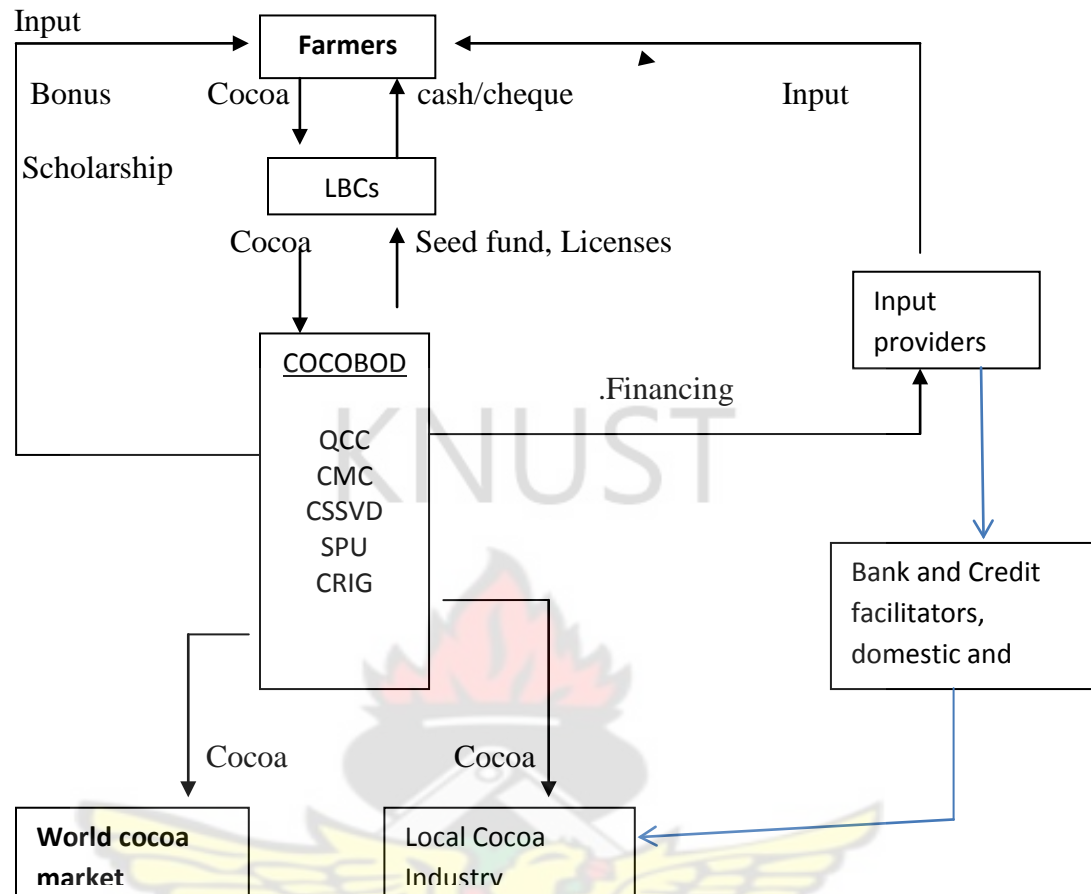 Input
Farmers
Bonus
Cocoa
cash/cheque
Input
Scholarship
LBCs
Cocoa
Seed fund, Licenses
Input
providers
COCOBOD
.Financing
QCC
CMC
CSSVD
SPU
CRIG
KNUST
Bank and Credit
facilitators,
domestic and
Cocoa
Cocoa
World cocoa
market
Local Cocoa
Industry